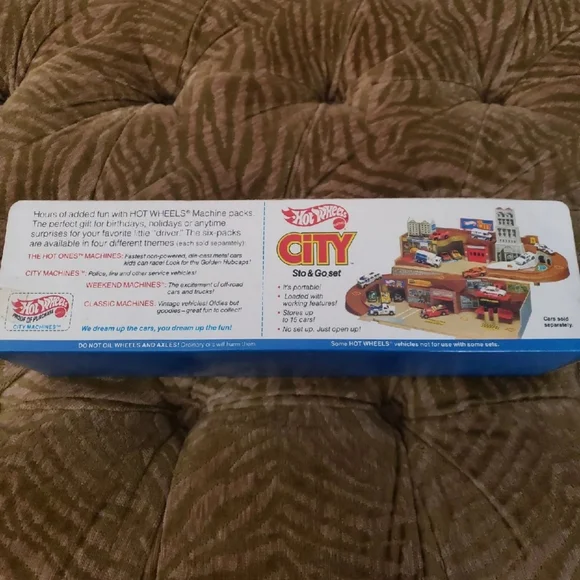 Hours of added fun with HOT WHEELS® Machine packs.
The perfect gift for birthdays, holidays or anytime
surprises for your favorite little "driver." The six-packs
are available in four different themes (each sold separately).
THE HOT ONES™ MACHINES: Fastest non-powered, die-cast metal cars
kids can race! Look for the Golden Hubcaps!
CITY MACHINES™: Police, fire and other service vehicles!
WEEKEND MACHINES™: The excitement of off-road
cars and trucks!
CLASSIC MACHINES: Vintage vehicles! Oldies but
goodies—great fun to collect!
We dream up the cars, you dream up the fun!
HOT WHEELS
PROOF OF PURCHASE
CITY MACHINES™
HOT WHEELS
CITY
Sto & Go set
• It's portable!
• Loaded with
working features!
• Stores up
to 15 cars!
• No set up. Just open up!
Cars sold
separately.
DO NOT OIL WHEELS AND AXLES! Ordinary oils will harm them.
Some HOT WHEELS® vehicles not for use with some sets.